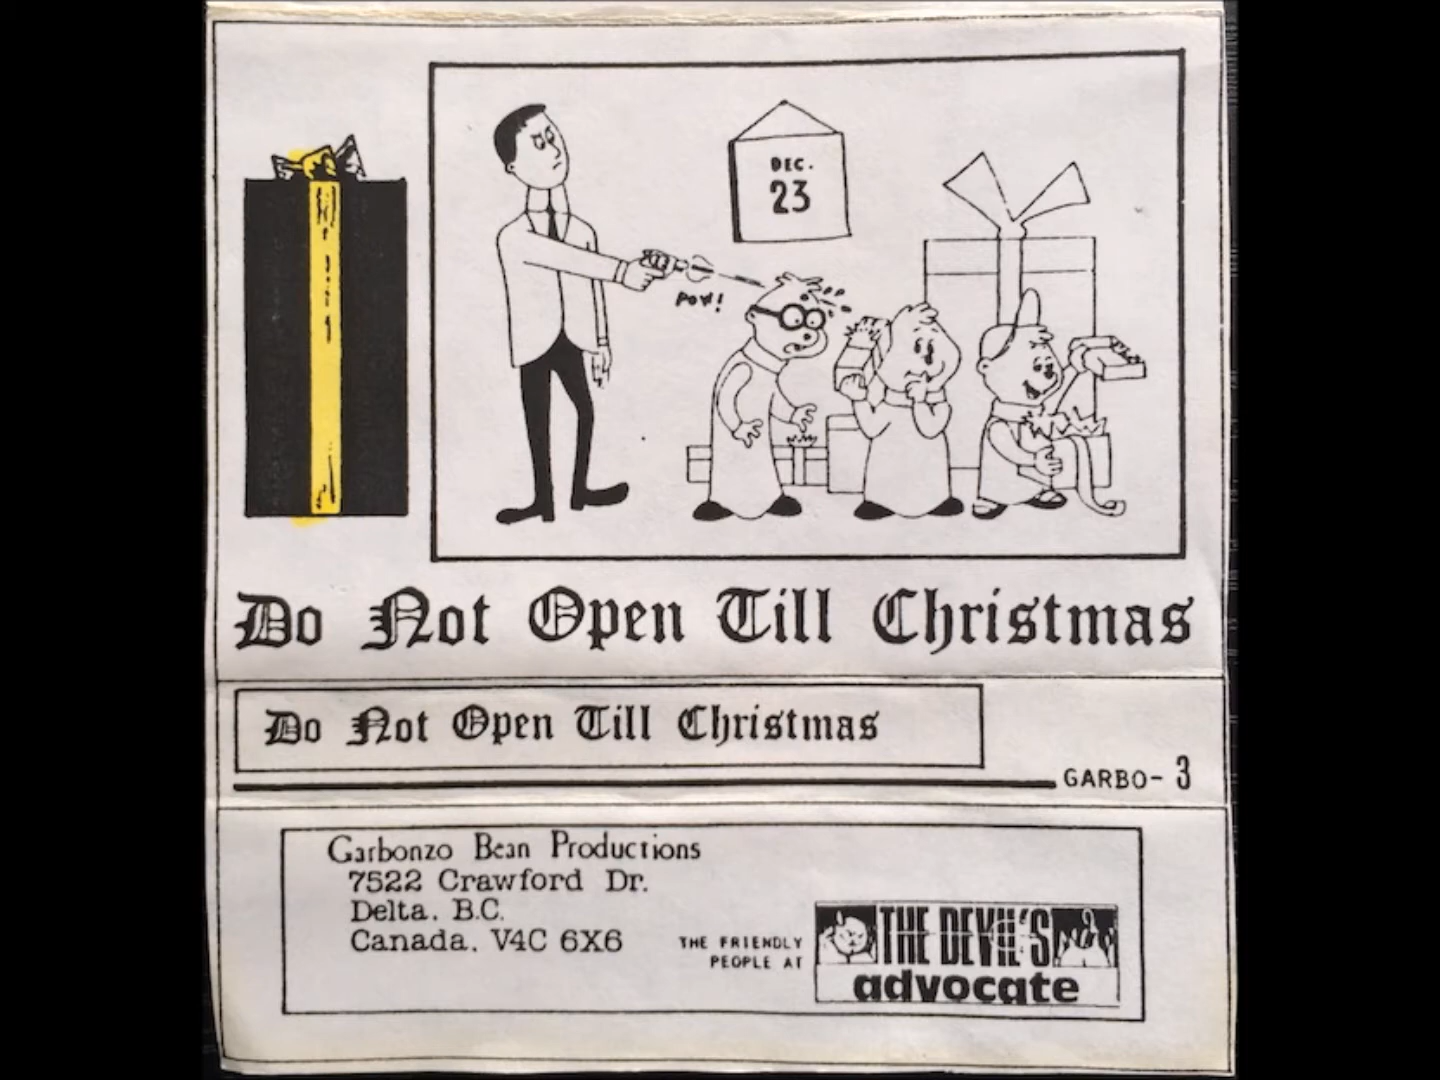 DEC.
23
POW!
Do Not Open Till Christmas
Do Not Open Till Christmas
GARBO- 3
Garbonzo Bean Productions
7522 Crawford Dr.
Delta. B.C.
Canada. V4C 6X6
THE FRIENDLY
PEOPLE AT
THE DEVIL'S
advocate